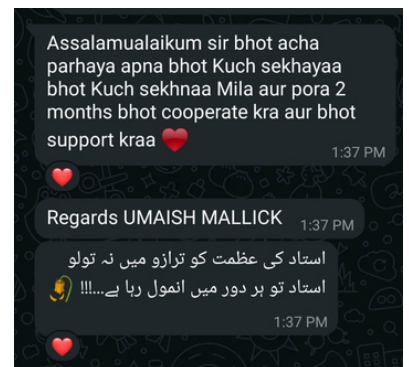 Assalamualaikum sir bhot acha
parhaya apna bhot Kuch sekhayaa
bhot Kuch sekhnaa Mila aur pora 2
months bhot cooperate kra aur bhot
support kraa ❤️
1:37 PM
Regards UMAISH MALLICK 1:37 PM
استاد کی عظمت کو ترازو میں نہ تولو
استاد تو ہر دور میں انمول رہا ہے...!!! 🥀
1:37 PM